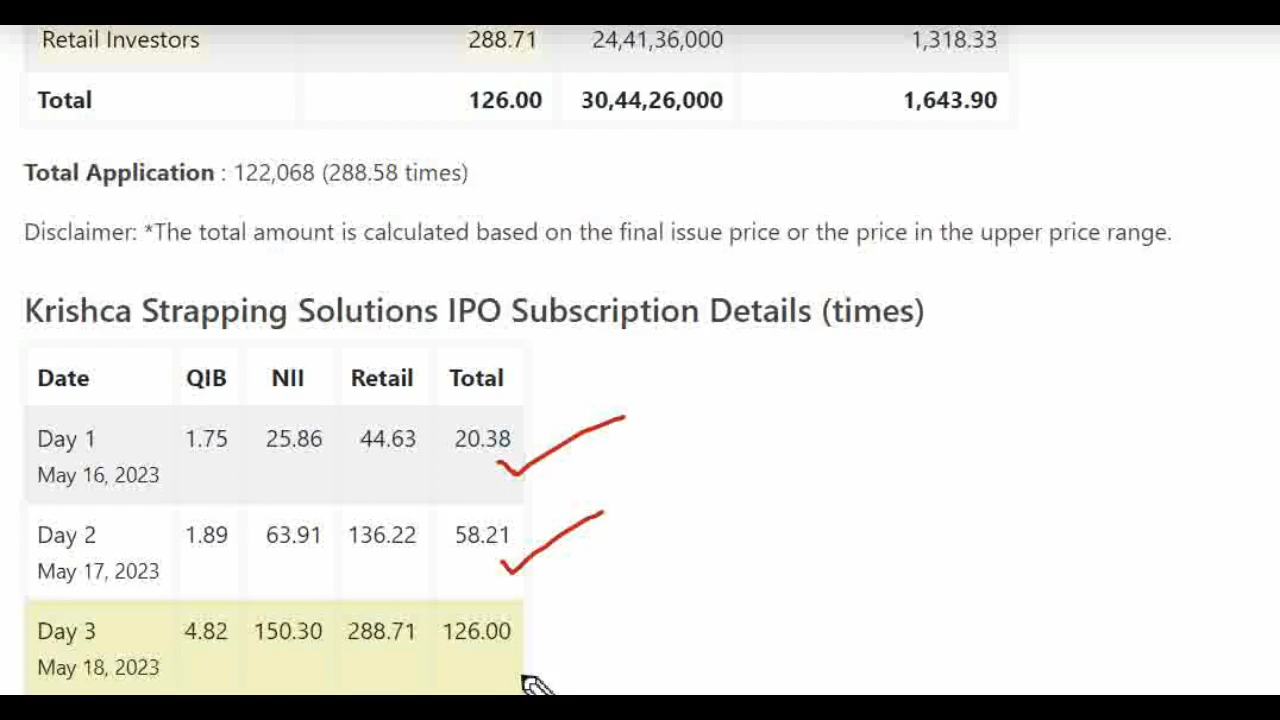 Retail Investors 288.71 24,41,36,000 1,318.33
Total 126.00 30,44,26,000 1,643.90
Total Application : 122,068 (288.58 times)
Disclaimer: *The total amount is calculated based on the final issue price or the price in the upper price range.
Krishca Strapping Solutions IPO Subscription Details (times)
Date QIB NII Retail Total
Day 1 1.75 25.86 44.63 20.38
May 16, 2023
Day 2 1.89 63.91 136.22 58.21
May 17, 2023
Day 3 4.82 150.30 288.71 126.00
May 18, 2023